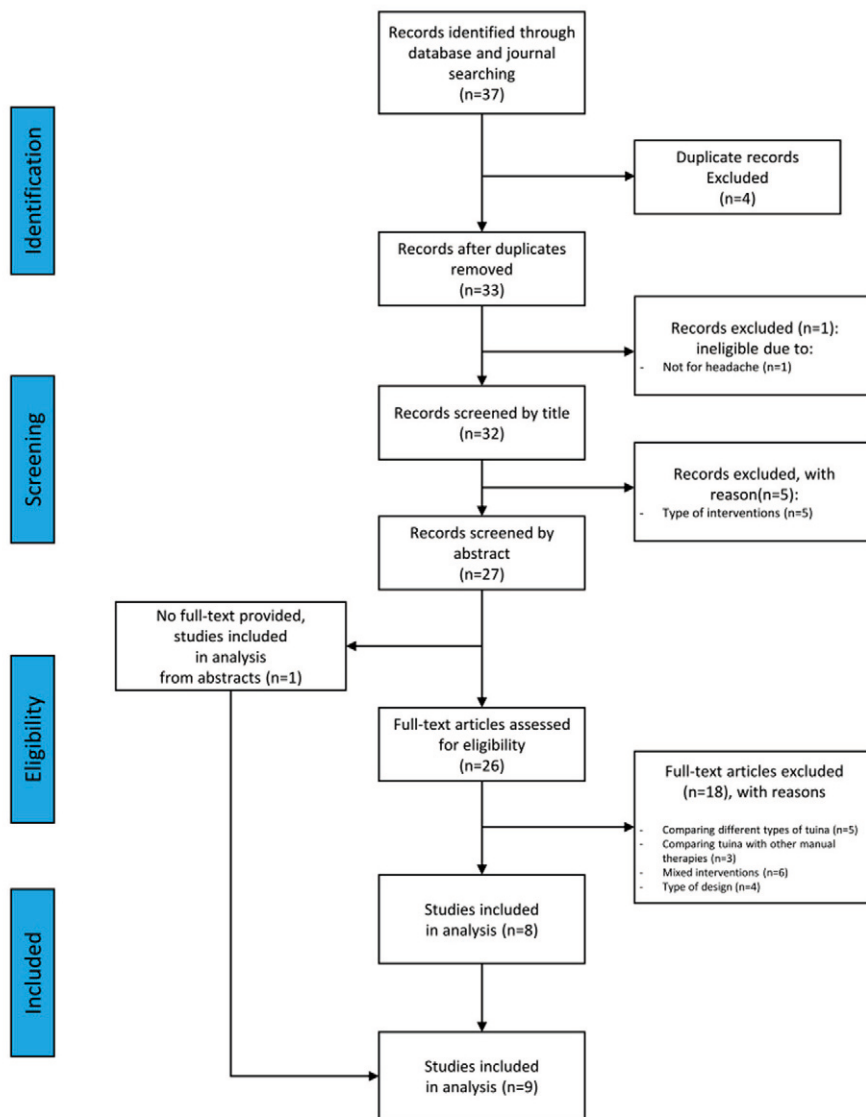 Records identified through
database and journal
searching
(n=37)
Identification
Duplicate records
Excluded
(n=4)
Records after duplicates
removed
(n=33)
Records excluded (n=1):
ineligible due to:
- Not for headache (n=1)
Screening
Records screened by title
(n=32)
Records excluded, with
reason(n=5):
- Type of interventions (n=5)
Records screened by
abstract
(n=27)
No full-text provided,
studies included
in analysis
from abstracts (n=1)
Eligibility
Full-text articles assessed
for eligibility
(n=26)
Full-text articles excluded
(n=18), with reasons
- Comparing different types of tuina (n=5)
- Comparing tuina with other manual
therapies (n=3)
- Mixed interventions (n=6)
- Type of design (n=4)
Included
Studies included
in analysis (n=8)
Studies included
in analysis (n=9)